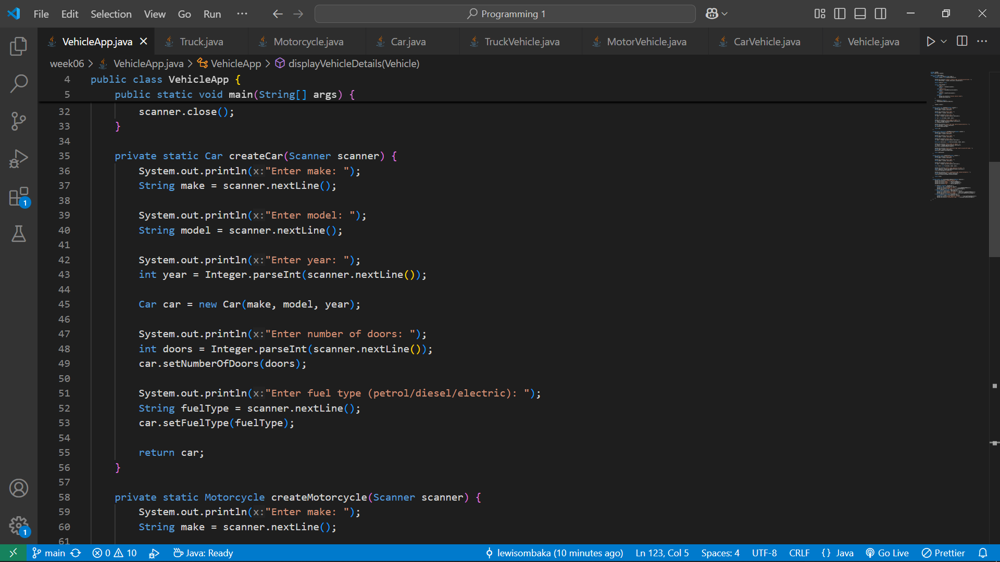 File Edit Selection View Go Run ··· Programming 1
VehicleApp.java Truck.java Motorcycle.java Car.java TruckVehicle.java MotorVehicle.java CarVehicle.java Vehicle.java
week06 > VehicleApp.java > VehicleApp > displayVehicleDetails(Vehicle)
4 public class VehicleApp {
5 public static void main(String[] args) {
32 scanner.close();
33 }
34
35 private static Car createCar(Scanner scanner) {
36 System.out.println(x:"Enter make: ");
37 String make = scanner.nextLine();
38
39 System.out.println(x:"Enter model: ");
40 String model = scanner.nextLine();
41
42 System.out.println(x:"Enter year: ");
43 int year = Integer.parseInt(scanner.nextLine());
44
45 Car car = new Car(make, model, year);
46
47 System.out.println(x:"Enter number of doors: ");
48 int doors = Integer.parseInt(scanner.nextLine());
49 car.setNumberOfDoors(doors);
50
51 System.out.println(x:"Enter fuel type (petrol/diesel/electric): ");
52 String fuelType = scanner.nextLine();
53 car.setFuelType(fuelType);
54
55 return car;
56 }
57
58 private static Motorcycle createMotorcycle(Scanner scanner) {
59 System.out.println(x:"Enter make: ");
60 String make = scanner.nextLine();
61
1
1
main 0 10 Java: Ready lewisombaka (10 minutes ago) Ln 123, Col 5 Spaces: 4 UTF-8 CRLF {} Java Go Live Prettier